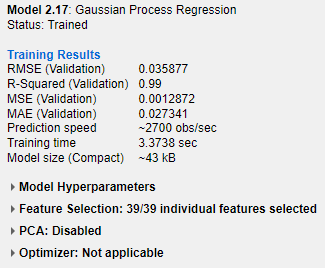 Model 2.17: Gaussian Process Regression
Status: Trained
Training Results
RMSE (Validation) 0.035877
R-Squared (Validation) 0.99
MSE (Validation) 0.0012872
MAE (Validation) 0.027341
Prediction speed ~2700 obs/sec
Training time 3.3738 sec
Model size (Compact) ~43 kB
Model Hyperparameters
Feature Selection: 39/39 individual features selected
PCA: Disabled
Optimizer: Not applicable